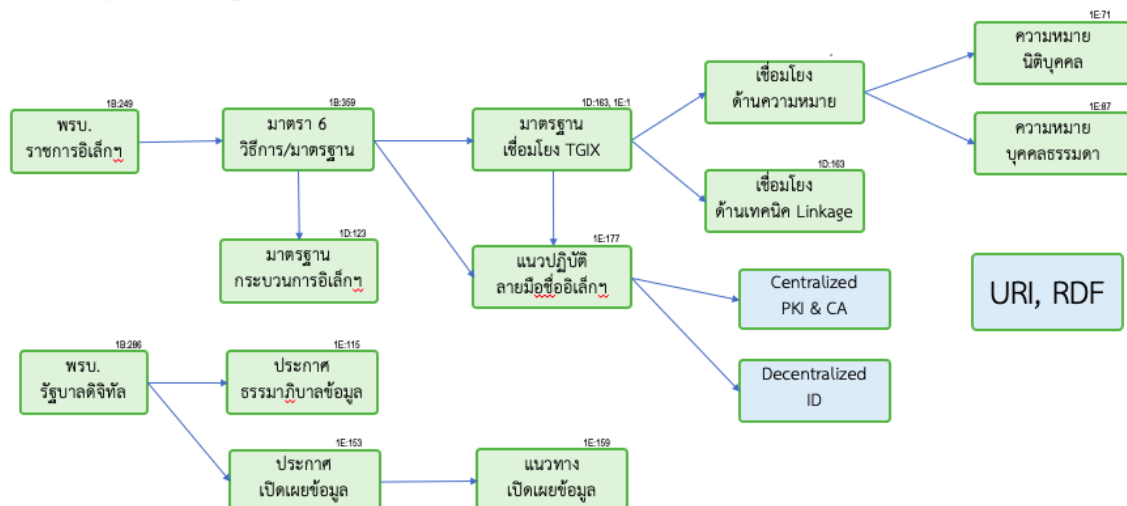 1E:71
ความหมาย
นิติบุคคล
เชื่อมโยง
ด้านความหมาย
1B:249
พรบ.
ราชการอิเล็กฯ
1B:359
มาตรา 6
วิธีการ/มาตรฐาน
1D:163, 1E:1
มาตรฐาน
เชื่อมโยง TGIX
1E:87
ความหมาย
บุคคลธรรมดา
1D:163
เชื่อมโยง
ด้านเทคนิค Linkage
1D:123
มาตรฐาน
กระบวนการอิเล็กฯ
1E:177
แนวปฏิบัติ
ลายมือชื่ออิเล็กฯ
Centralized
PKI & CA
URI, RDF
1B:286
พรบ.
รัฐบาลดิจิทัล
1E:115
ประกาศ
ธรรมาภิบาลข้อมูล
Decentralized
ID
1E:153
ประกาศ
เปิดเผยข้อมูล
1E:159
แนวทาง
เปิดเผยข้อมูล